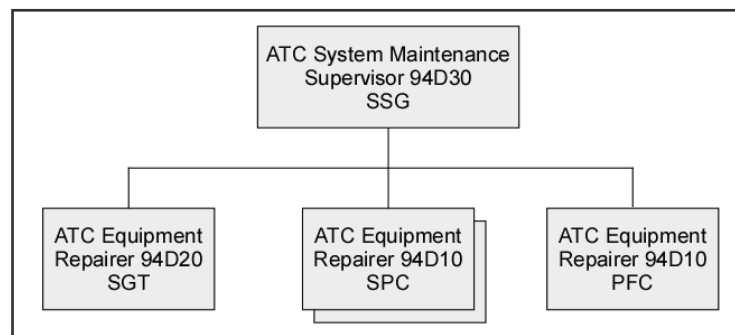 ATC System Maintenance
Supervisor 94D30
SSG
ATC Equipment
Repairer 94D20
SGT
ATC Equipment
Repairer 94D10
SPC
ATC Equipment
Repairer 94D10
PFC